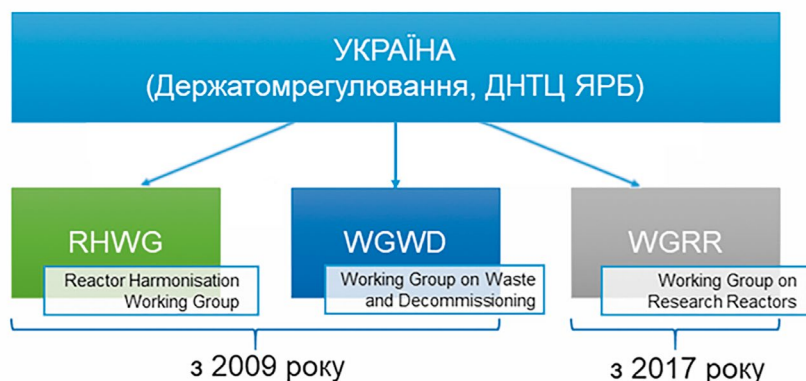 УКРАЇНА
(Держатомрегулювання, ДНТЦ ЯРБ)
RHWG
Reactor Harmonisation
Working Group
WGWD
Working Group on Waste
and Decommissioning
WGRR
Working Group on
Research Reactors
з 2009 року
з 2017 року